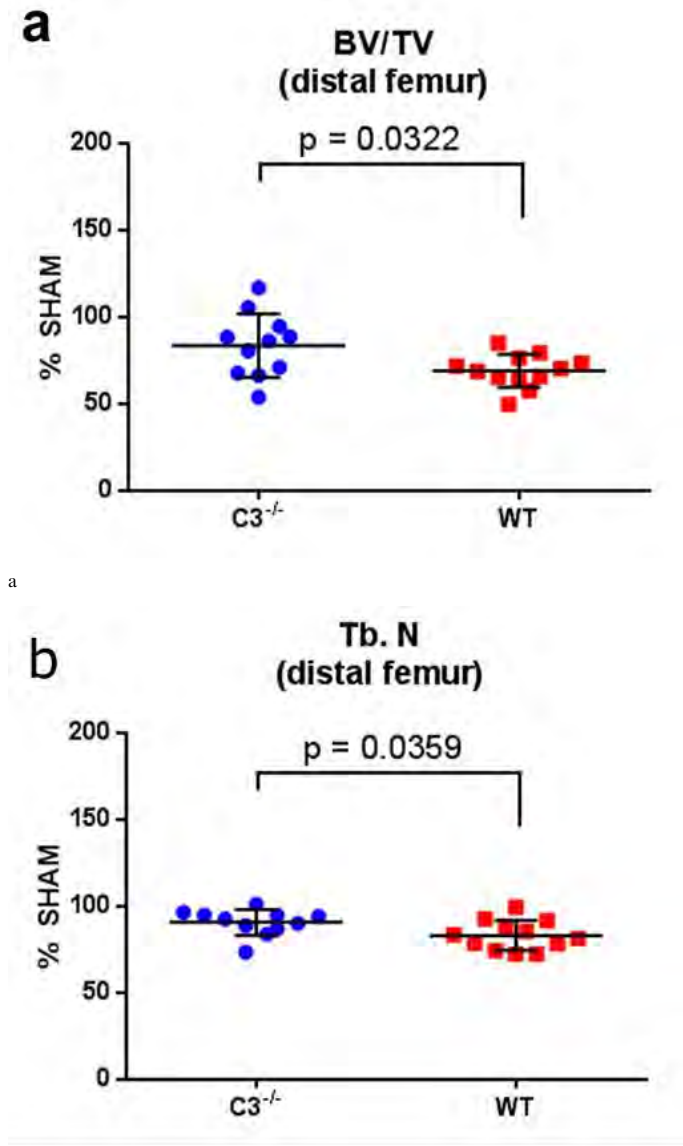 a
BV/TV
(distal femur)
p = 0.0322
200
150
100
50
0
% SHAM
C3-/-
WT
a
b
Tb. N
(distal femur)
p = 0.0359
200
150
100
50
0
% SHAM
C3-/-
WT